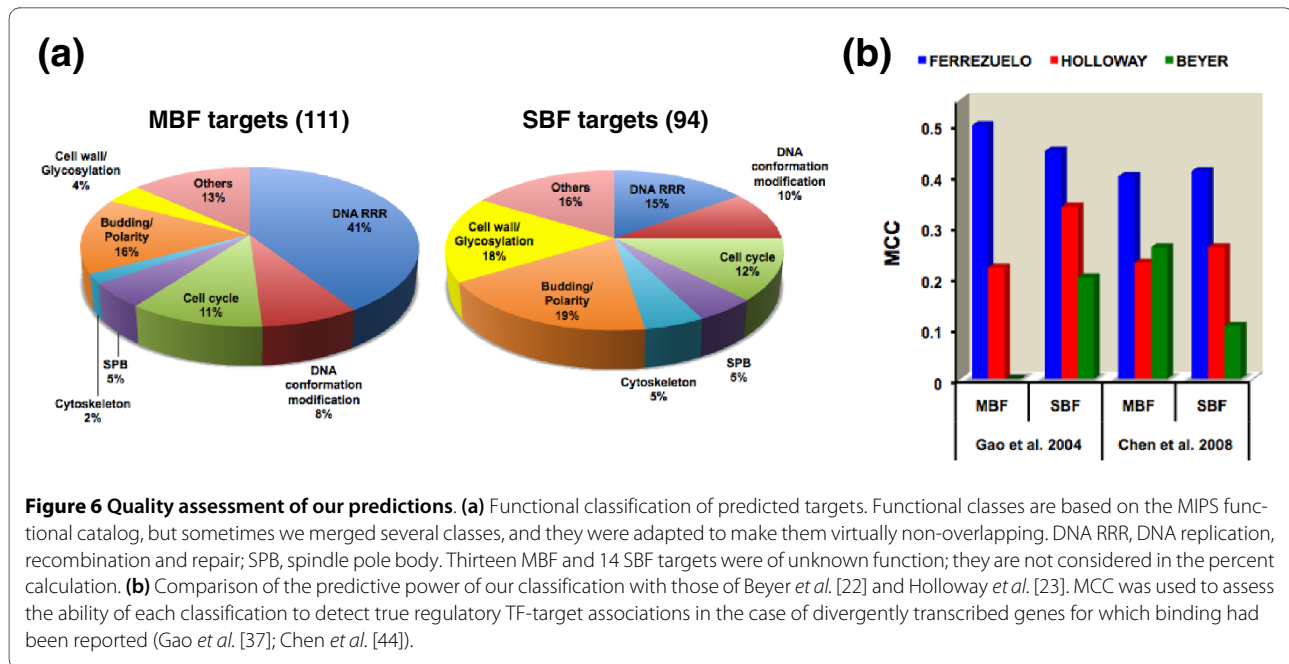 (a)
MBF targets (111)
Cell wall/
Glycosylation
4%
Others
13%
DNA RRR
41%
Budding/
Polarity
16%
Cell cycle
11%
SPB
5%
Cytoskeleton
2%
DNA
conformation
modification
8%
SBF targets (94)
DNA
conformation
modification
10%
Others
16%
DNA RRR
15%
Cell wall/
Glycosylation
18%
Cell cycle
12%
Budding/
Polarity
19%
SPB
5%
Cytoskeleton
5%
(b)
FERREZUELO HOLLOWAY BEYER
MCC
0.5
0.4
0.3
0.2
0.1
0
MBF SBF MBF SBF
Gao et al. 2004 Chen et al. 2008
Figure 6 Quality assessment of our predictions. (a) Functional classification of predicted targets. Functional classes are based on the MIPS func-
tional catalog, but sometimes we merged several classes, and they were adapted to make them virtually non-overlapping. DNA RRR, DNA replication,
recombination and repair; SPB, spindle pole body. Thirteen MBF and 14 SBF targets were of unknown function; they are not considered in the percent
calculation. (b) Comparison of the predictive power of our classification with those of Beyer et al. [22] and Holloway et al. [23]. MCC was used to assess
the ability of each classification to detect true regulatory TF-target associations in the case of divergently transcribed genes for which binding had
been reported (Gao et al. [37]; Chen et al. [44]).